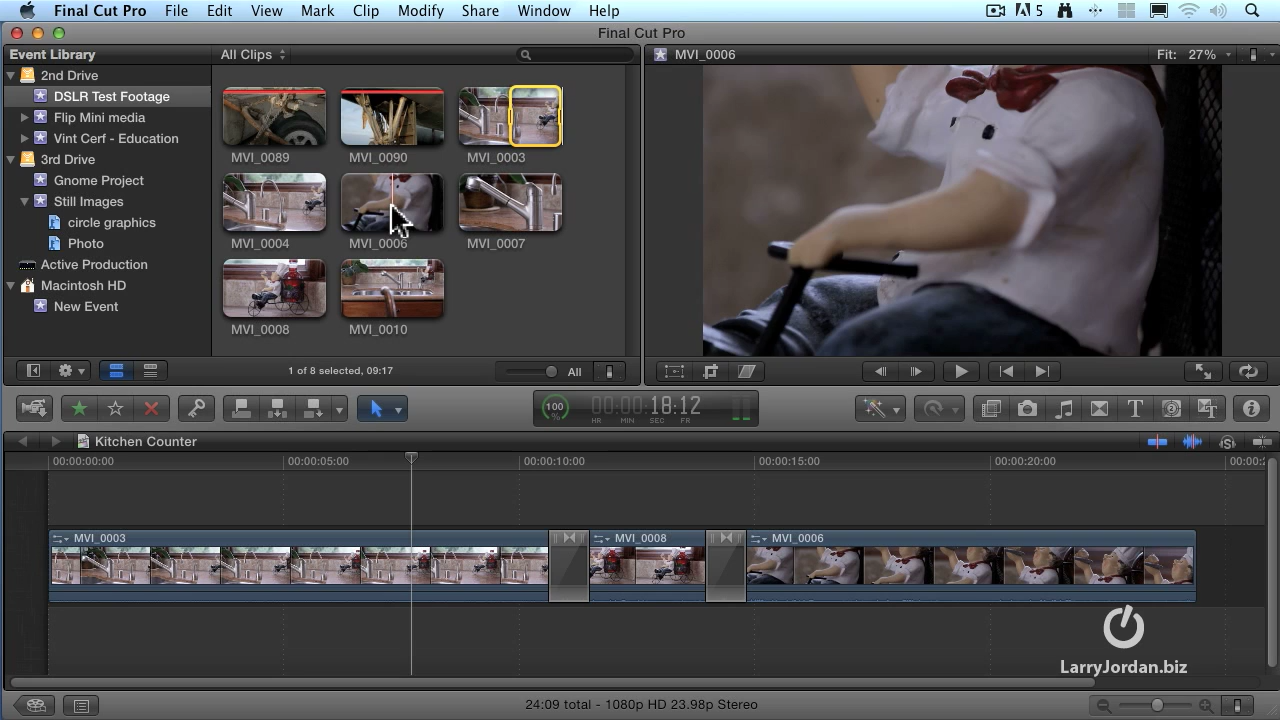 Final Cut Pro File Edit View Mark Clip Modify Share Window Help 5
Final Cut Pro
Event Library
2nd Drive
DSLR Test Footage
Flip Mini media
Vint Cerf - Education
3rd Drive
Gnome Project
Still Images
circle graphics
Photo
Active Production
Macintosh HD
New Event
All Clips
MVI_0089 MVI_0090 MVI_0003
MVI_0004 MVI_0006 MVI_0007
MVI_0008 MVI_0010
1 of 8 selected, 09:17 All
MVI_0006 Fit: 27%
100 % 00:00:18:12
HR MIN SEC FR
Kitchen Counter
00:00:00:00 00:00:05:00 00:00:10:00 00:00:15:00 00:00:20:00 00:00:2
MVI_0003 MVI_0008 MVI_0006
LarryJordan.biz
24:09 total - 1080p HD 23.98p Stereo